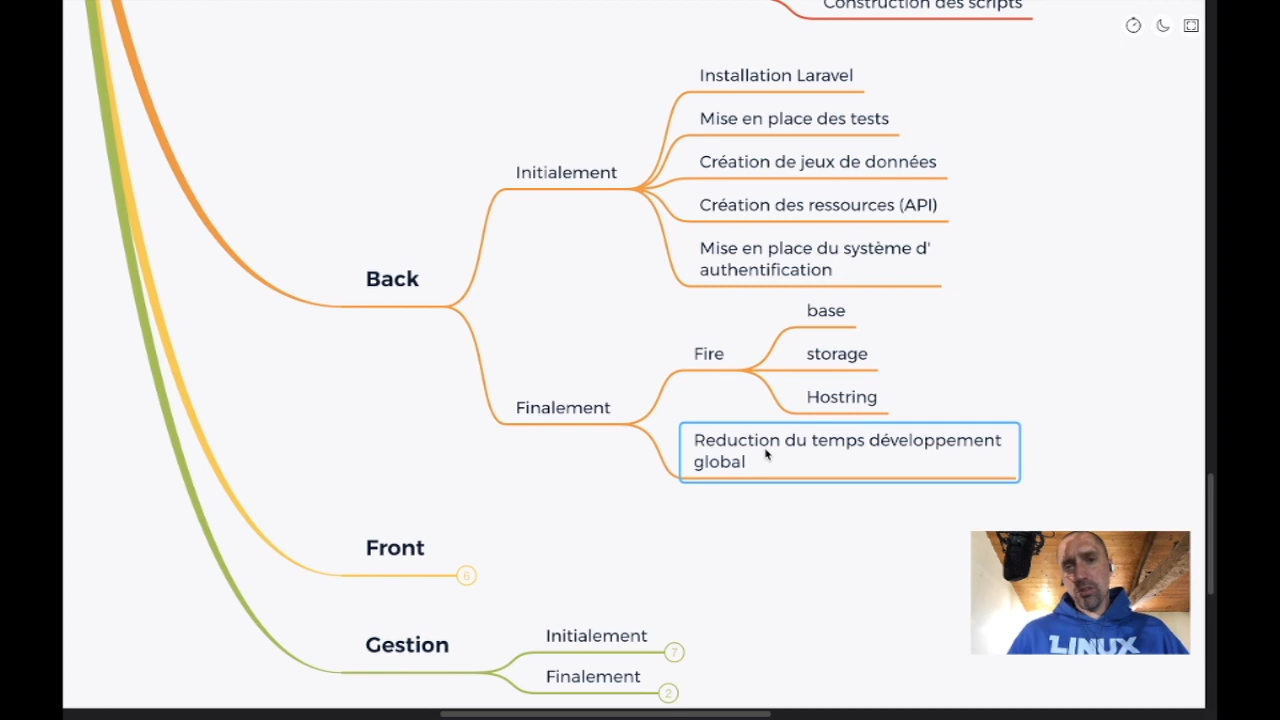 Construction des scripts
Installation Laravel
Mise en place des tests
Création de jeux de données
Création des ressources (API)
Mise en place du système d'
authentification
Initialement
Back
base
storage
Hostring
Fire
Finalement
Reduction du temps développement
global
Front
6
Gestion
Initialement
7
Finalement
2
LINUX